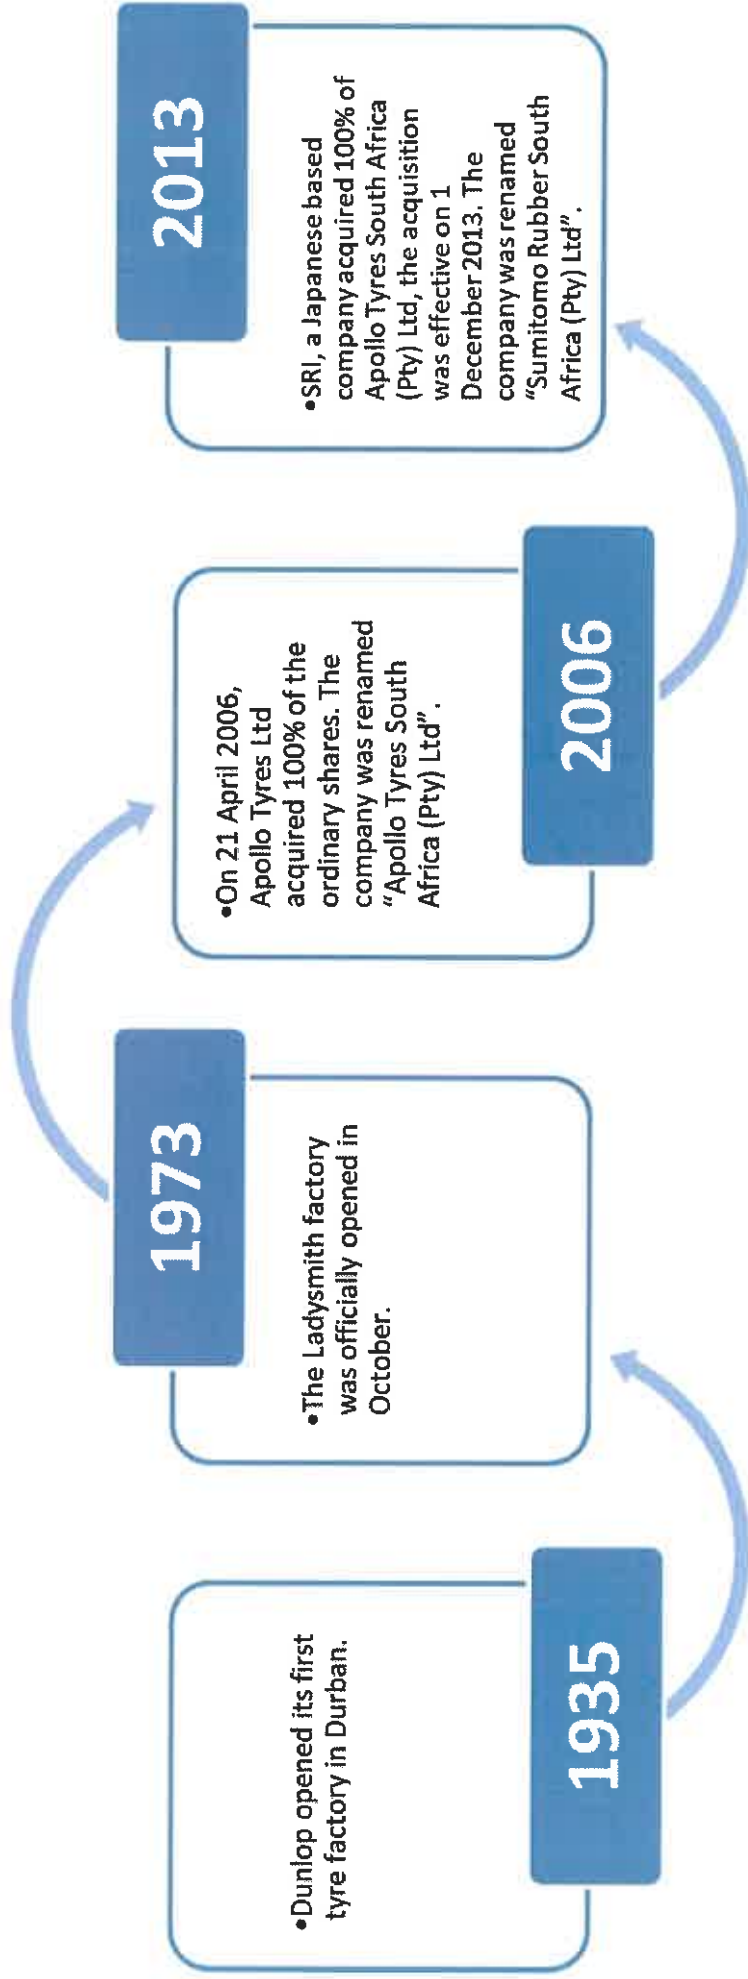 •Dunlop opened its first
tyre factory in Durban.
1935
1973
•The Ladysmith factory
was officially opened in
October.
•On 21 April 2006,
Apollo Tyres Ltd
acquired 100% of the
ordinary shares. The
company was renamed
“Apollo Tyres South
Africa (Pty) Ltd”.
2006
2013
•SRI, a Japanese based
company acquired 100% of
Apollo Tyres South Africa
(Pty) Ltd, the acquisition
was effective on 1
December 2013. The
company was renamed
“Sumitomo Rubber South
Africa (Pty) Ltd”.